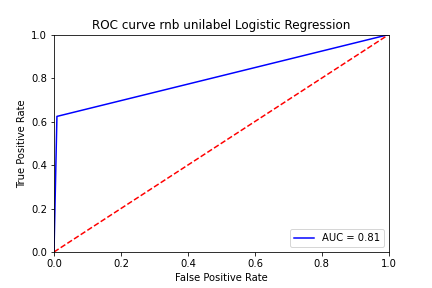 ROC curve rnb unilabel Logistic Regression
True Positive Rate
1.0
0.8
0.6
0.4
0.2
0.0
AUC = 0.81
0.0 0.2 0.4 0.6 0.8 1.0
False Positive Rate